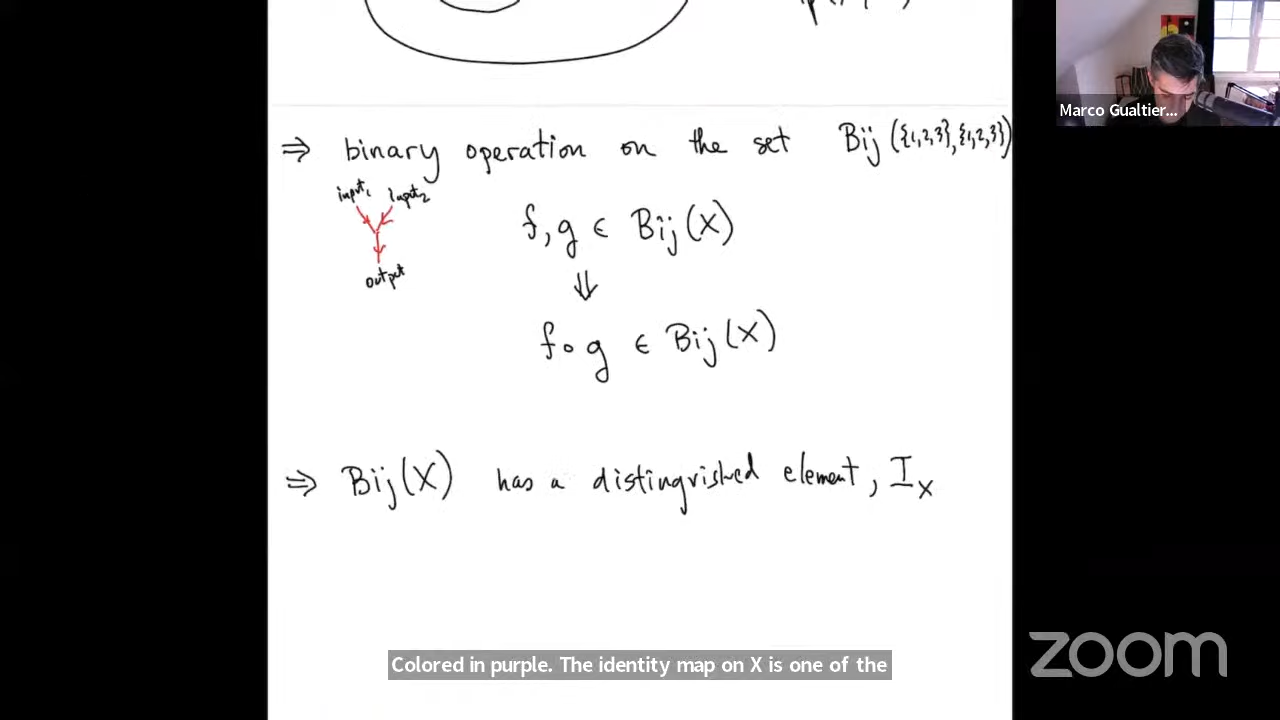 Marco Gualtier...
⇒ binary operation on the set Bij({1,2,3},{1,2,3})
input₁ input₂
output
f, g ∈ Bij(X)
⇓
f∘g ∈ Bij(X)
⇒ Bij(X) has a distinguished element, I_X
Colored in purple. The identity map on X is one of the
zoom